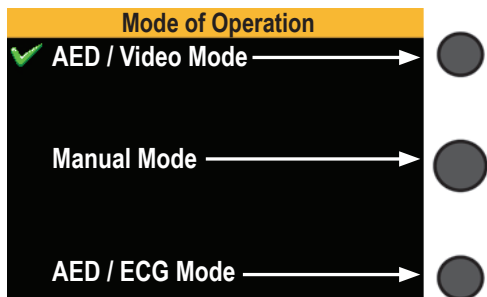 Mode of Operation
AED / Video Mode
Manual Mode
AED / ECG Mode